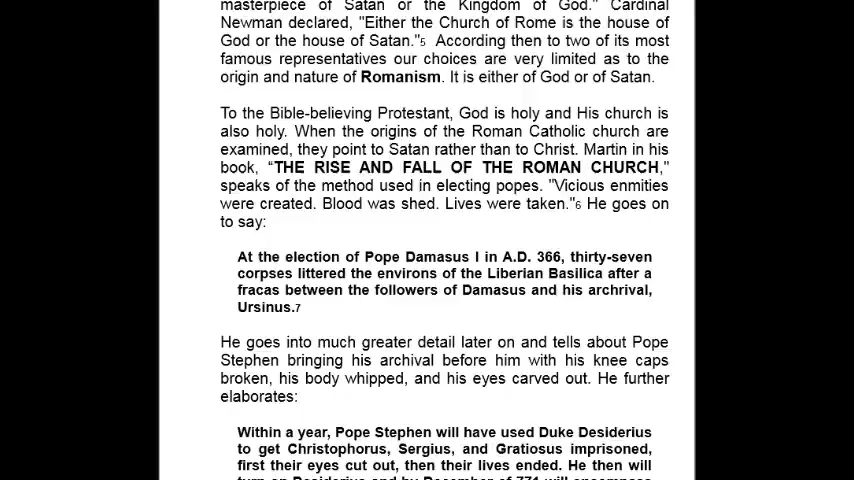 masterpiece of Satan or the Kingdom of God." Cardinal
Newman declared, "Either the Church of Rome is the house of
God or the house of Satan."5 According then to two of its most
famous representatives our choices are very limited as to the
origin and nature of Romanism. It is either of God or of Satan.
To the Bible-believing Protestant, God is holy and His church is
also holy. When the origins of the Roman Catholic church are
examined, they point to Satan rather than to Christ. Martin in his
book, “THE RISE AND FALL OF THE ROMAN CHURCH,"
speaks of the method used in electing popes. "Vicious enmities
were created. Blood was shed. Lives were taken."6 He goes on
to say:
At the election of Pope Damasus I in A.D. 366, thirty-seven
corpses littered the environs of the Liberian Basilica after a
fracas between the followers of Damasus and his archrival,
Ursinus.7
He goes into much greater detail later on and tells about Pope
Stephen bringing his archival before him with his knee caps
broken, his body whipped, and his eyes carved out. He further
elaborates:
Within a year, Pope Stephen will have used Duke Desiderius
to get Christophorus, Sergius, and Gratiosus imprisoned,
first their eyes cut out, then their lives ended. He then will
turn on Desiderius and by December of 771 will encompass